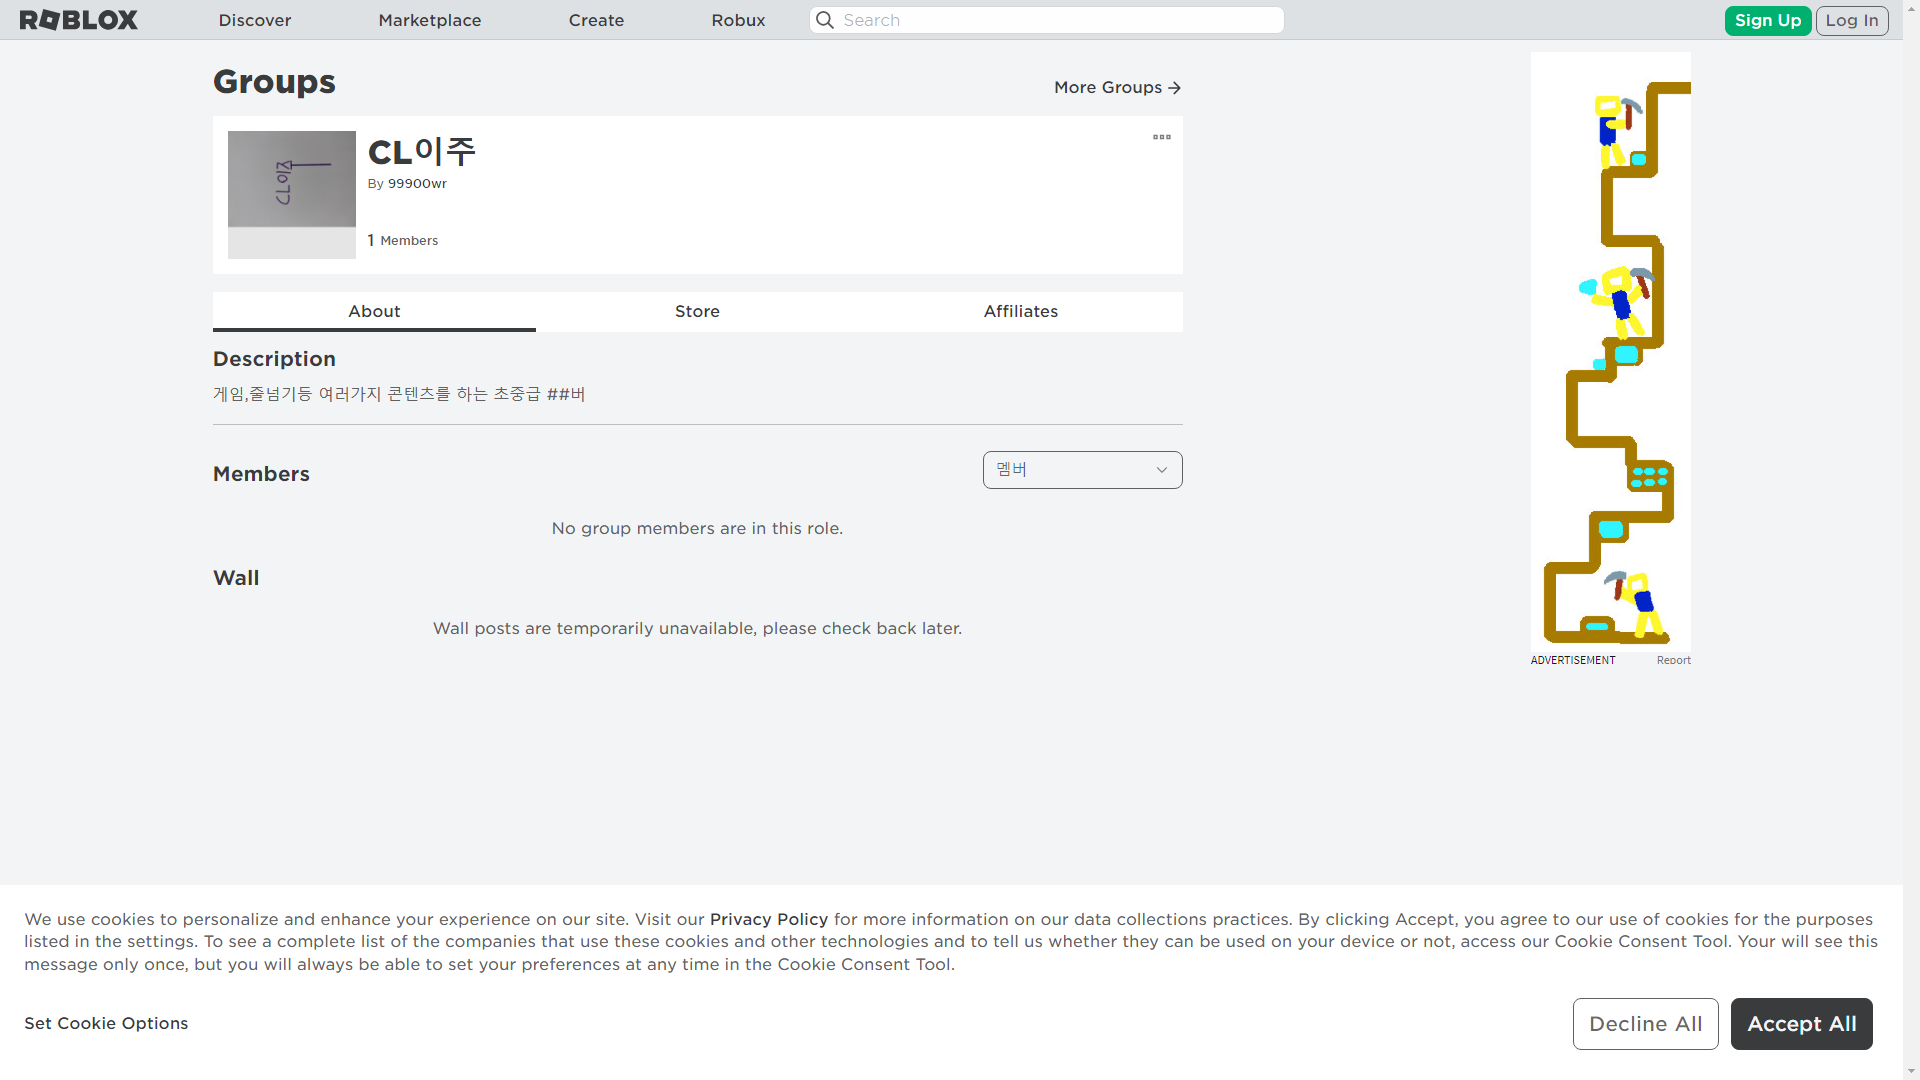 ROBLOX
Discover
Marketplace
Create
Robux
Search
Sign Up
Log In
Groups
More Groups
CL이주
By 99900wr
1 Members
CL이주
About
Store
Affiliates
Description
게임,줄넘기등 여러가지 콘텐츠를 하는 초중급 ##버
Members
멤버
No group members are in this role.
Wall
Wall posts are temporarily unavailable, please check back later.
ADVERTISEMENT
Report
We use cookies to personalize and enhance your experience on our site. Visit our Privacy Policy for more information on our data collections practices. By clicking Accept, you agree to our use of cookies for the purposes
listed in the settings. To see a complete list of the companies that use these cookies and other technologies and to tell us whether they can be used on your device or not, access our Cookie Consent Tool. Your will see this
message only once, but you will always be able to set your preferences at any time in the Cookie Consent Tool.
Set Cookie Options
Decline All
Accept All